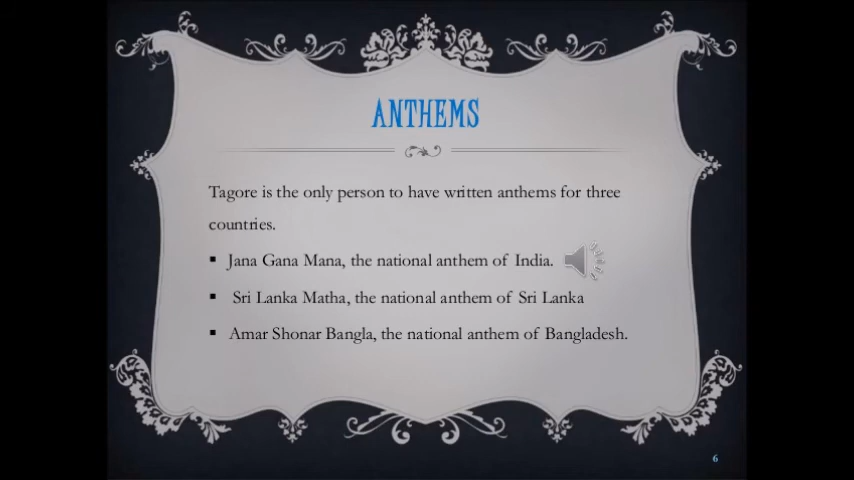 ANTHEMS
Tagore is the only person to have written anthems for three
countries.
▪ Jana Gana Mana, the national anthem of India.
▪ Sri Lanka Matha, the national anthem of Sri Lanka
▪ Amar Shonar Bangla, the national anthem of Bangladesh.
6